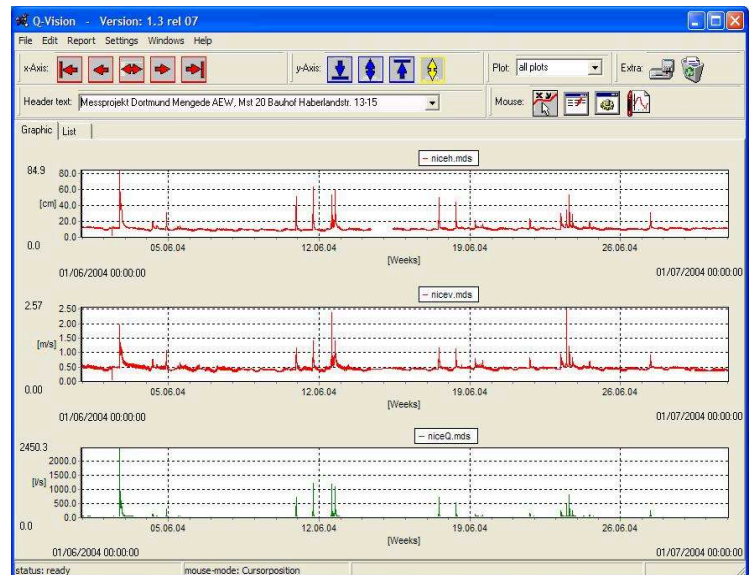 Q-Vision - Version: 1.3 rel 07
File Edit Report Settings Windows Help
x-Axis: y-Axis: Plot: all plots Extra:
Header text: Messprojekt Dortmund Mengede AEW, Mst 20 Bauhof Haberlandstr. 13-15 Mouse: X Y
Graphic List
niceh.mds
84.9 80.0
60.0
[cm] 40.0
20.0
0.0 0.0
05.06.04 12.06.04 19.06.04 26.06.04
[Weeks]
01/06/2004 00:00:00 01/07/2004 00:00:00
nicev.mds
2.57 2.50
2.00
1.50
[m/s] 1.00
0.50
0.00 0.00
05.06.04 12.06.04 19.06.04 26.06.04
[Weeks]
01/06/2004 00:00:00 01/07/2004 00:00:00
niceQ.mds
2450.3
2000.0
1500.0
[l/s] 1000.0
500.0
0.0 0.0
05.06.04 12.06.04 19.06.04 26.06.04
[Weeks]
01/06/2004 00:00:00 01/07/2004 00:00:00
status: ready mouse-mode: Cursorposition